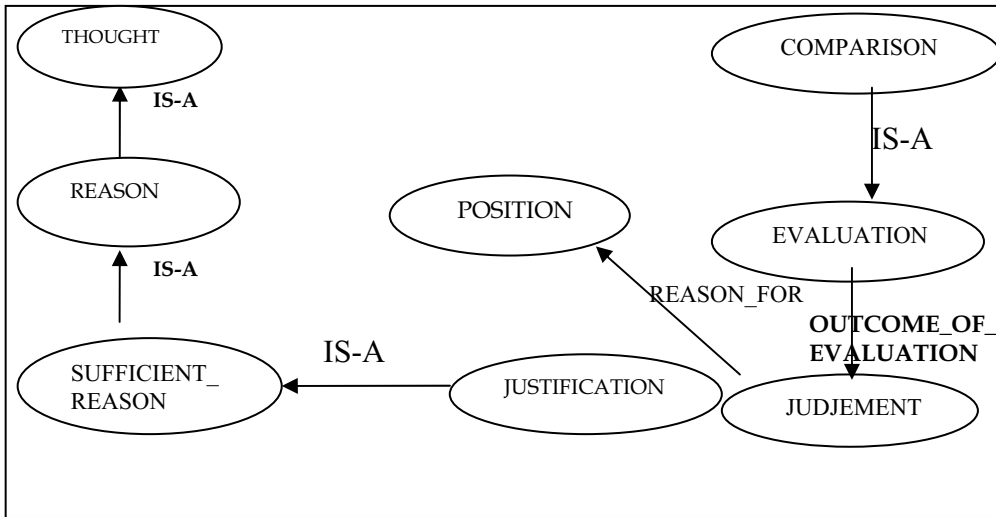 THOUGHT
COMPARISON
IS-A
IS-A
REASON
POSITION
EVALUATION
IS-A
REASON_FOR
OUTCOME_OF_
EVALUATION
IS-A
SUFFICIENT_
REASON
JUSTIFICATION
JUDJEMENT